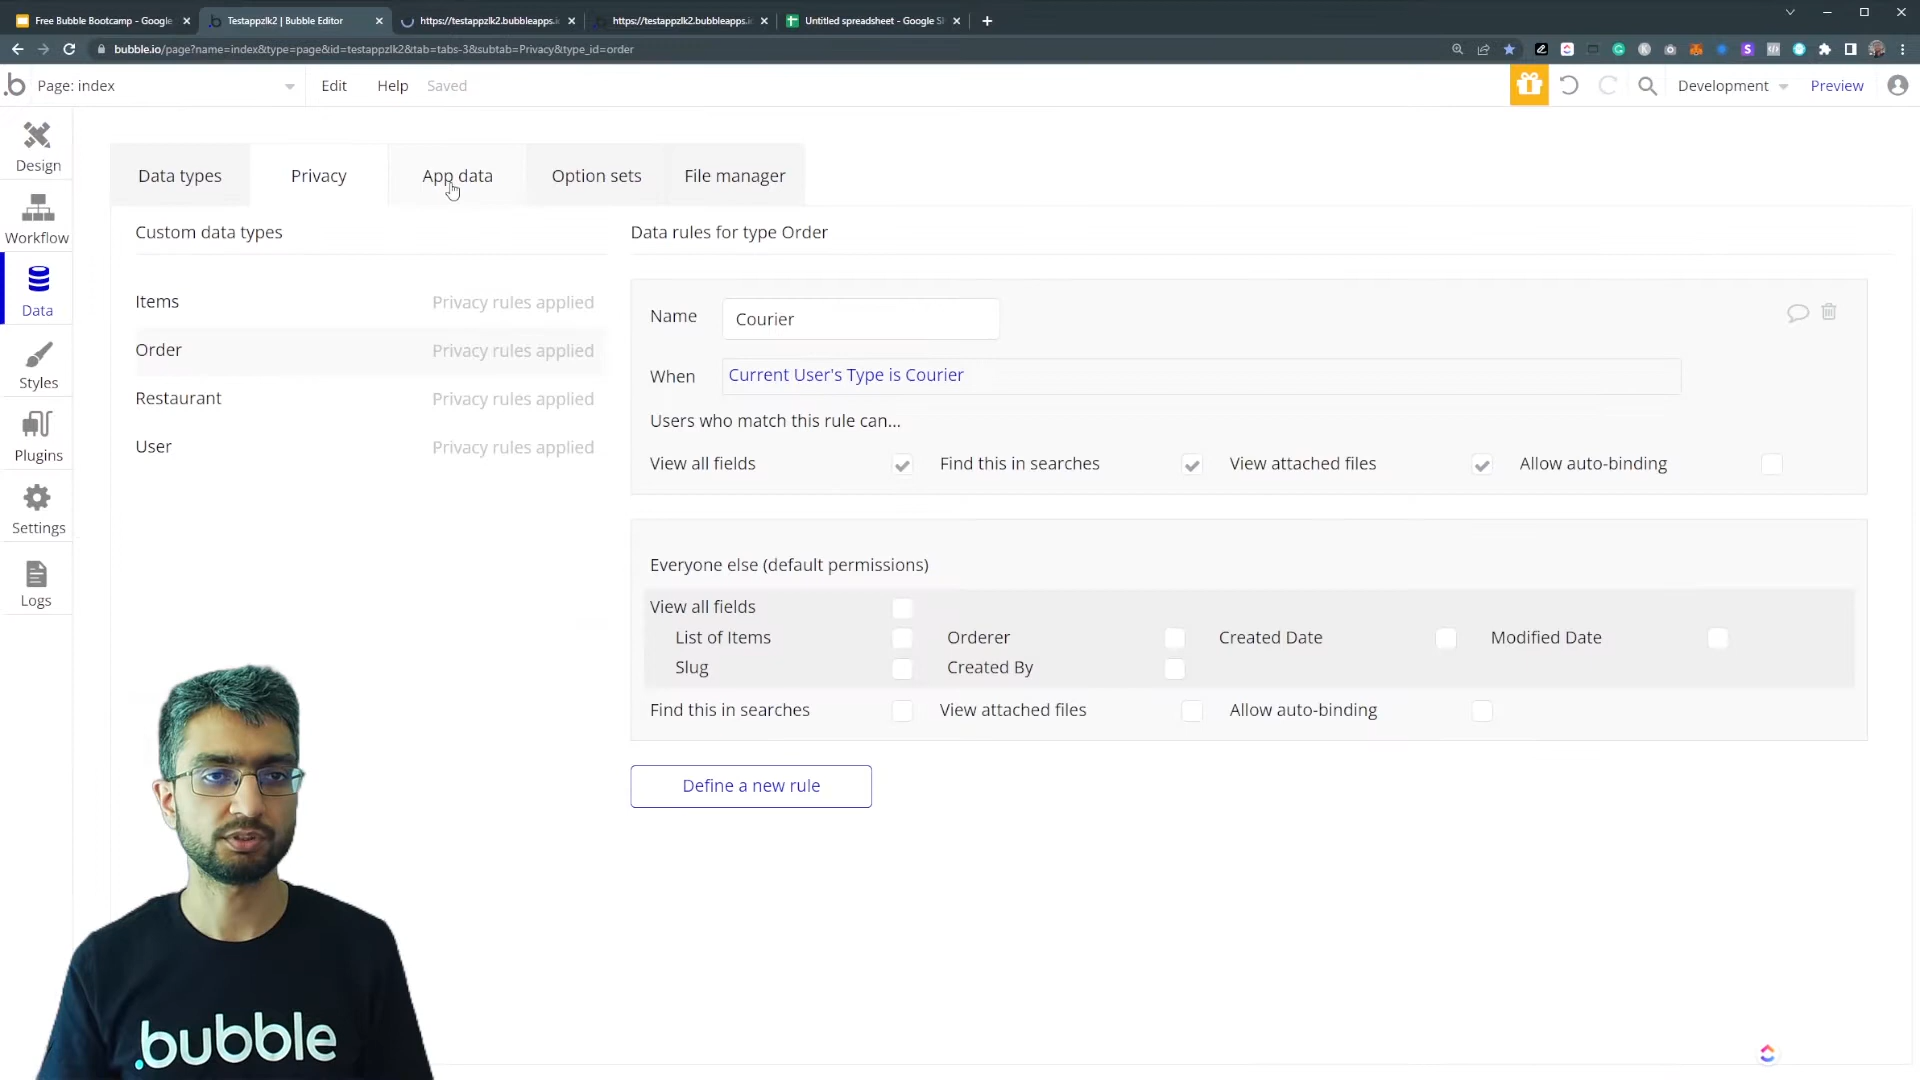 Free Bubble Bootcamp - Google
Testappzlk2 | Bubble Editor
https://testappzlk2.bubbleapps.i
https://testappzlk2.bubbleapps.i
Untitled spreadsheet - Google Sh
bubble.io/page?name=index&type=page&id=testappzlk2&tab=tabs-3&subtab=Privacy&type_id=order
Page: index
Edit
Help
Saved
Development
Preview
Design
Workflow
Data
Styles
Plugins
Settings
Logs
Data types
Privacy
App data
Option sets
File manager
Custom data types
Items Privacy rules applied
Order Privacy rules applied
Restaurant Privacy rules applied
User Privacy rules applied
Data rules for type Order
Name Courier
When Current User's Type is Courier
Users who match this rule can...
View all fields Find this in searches View attached files Allow auto-binding
Everyone else (default permissions)
View all fields
List of Items Orderer Created Date Modified Date
Slug Created By
Find this in searches View attached files Allow auto-binding
Define a new rule
.bubble